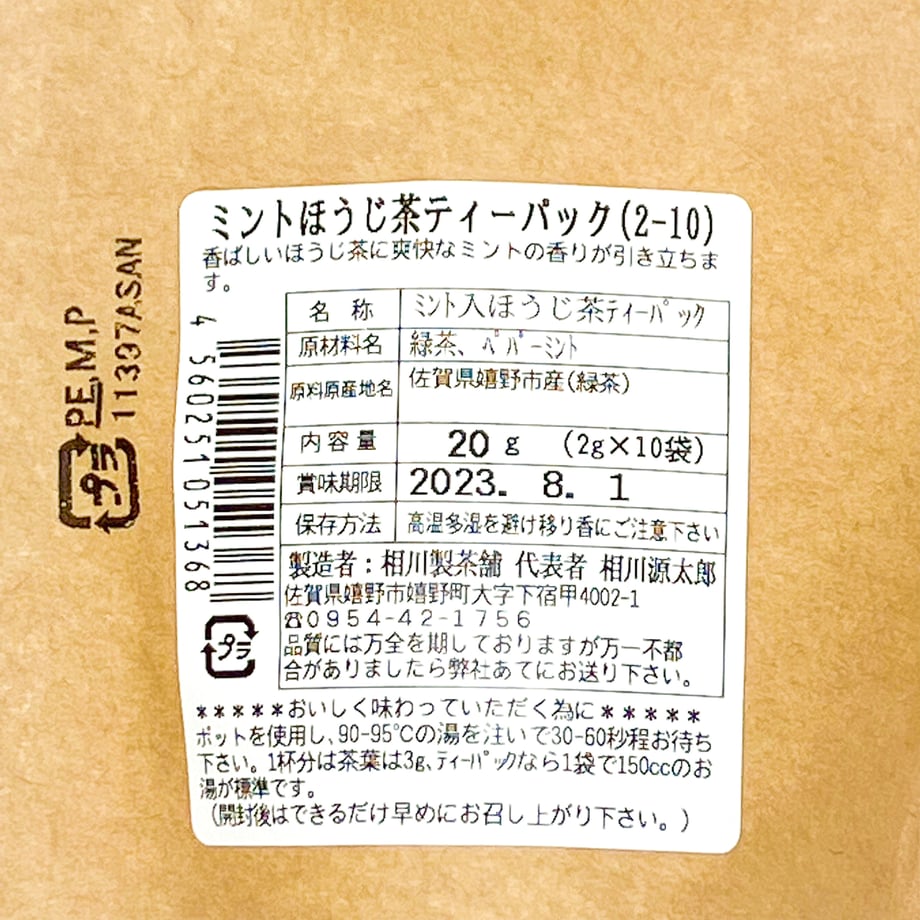 ミントほうじ茶ティーパック(2-10)
香ばしいほうじ茶に爽快なミントの香りが引き立ちま
す。
名 称 ミント入ほうじ茶ティーパック
原材料名 緑茶、ペパーミント
原料原産地名 佐賀県嬉野市産(緑茶)
内容量 20g (2g×10袋)
賞味期限 2023. 8. 1
保存方法 高温多湿を避け移り香にご注意下さい
製造者:相川製茶舗 代表者 相川源太郎
佐賀県嬉野市嬉野町大字下宿甲4002-1
☎0954-42-1756
品質には万全を期しておりますが万一不都
合がありましたら弊社あてにお送り下さい。
4 560251 051368
プラ
*****おいしく味わっていただく為に*****
ポットを使用し、90-95℃の湯を注いで30-60秒程お待ち
下さい。1杯分は茶葉は3g、ティーパックなら1袋で150ccのお
湯が標準です。
(開封後はできるだけ早めにお召し上がり下さい。)
プラ
PE,M,P
11397ASAN